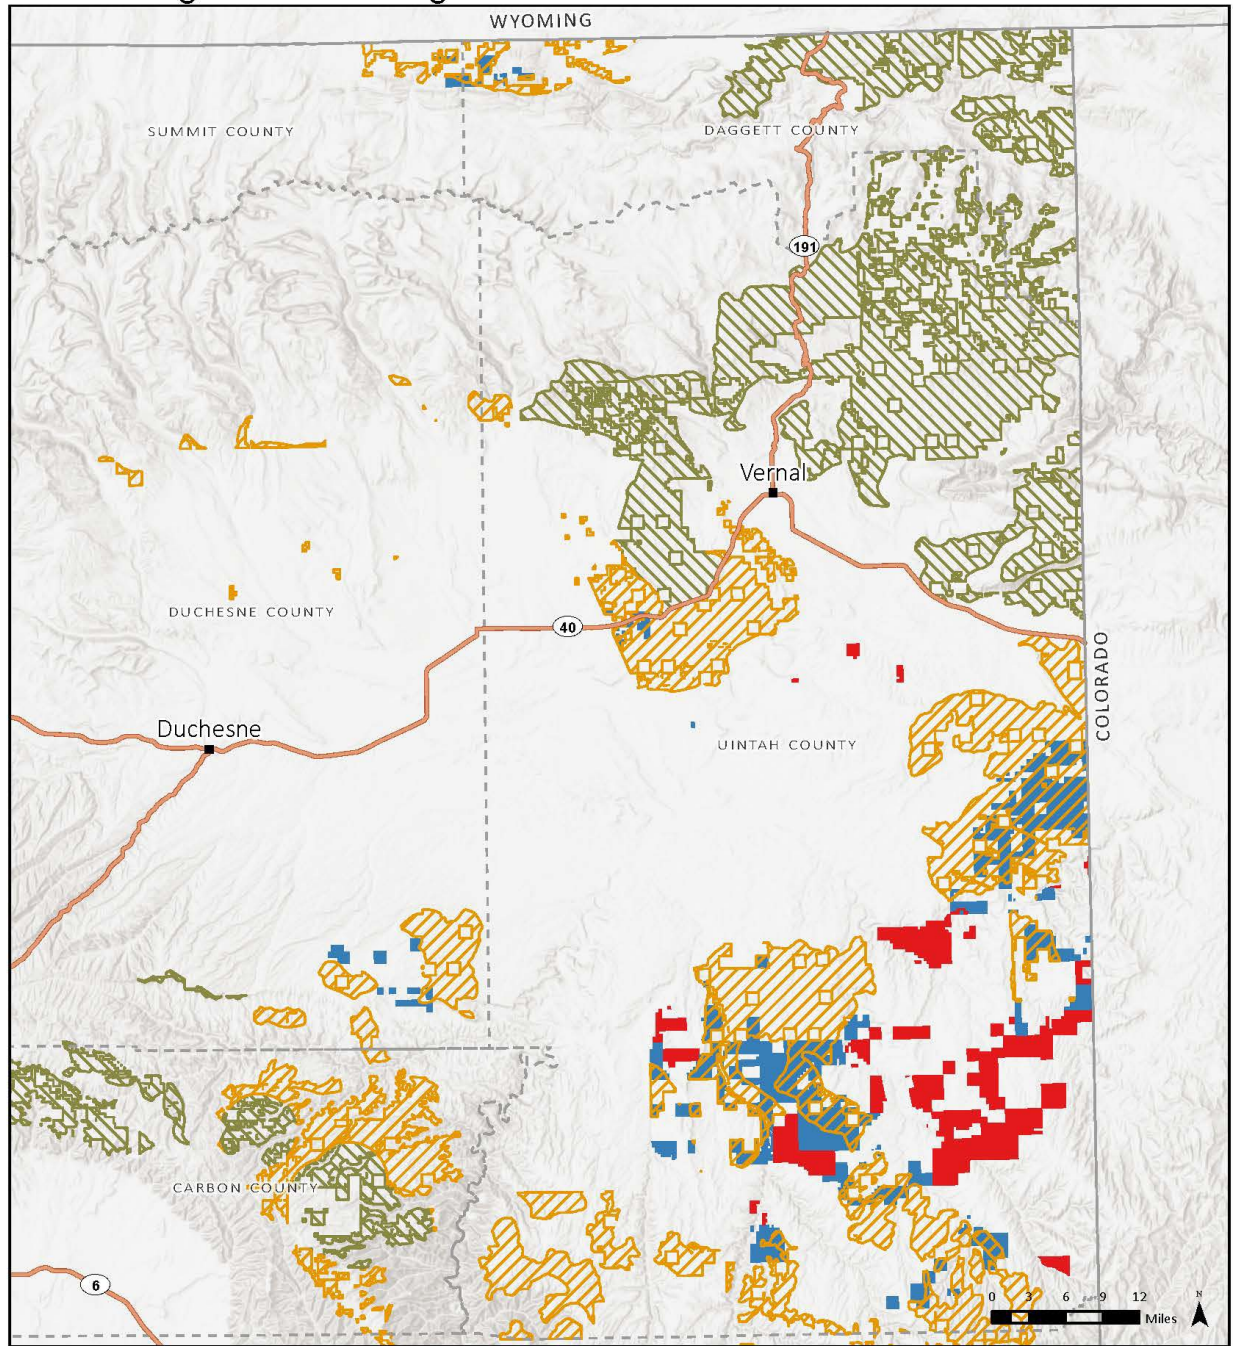 WYOMING
SUMMIT COUNTY
DAGGETT COUNTY
191
Vernal
DUCHESNE COUNTY
40
COLORADO
Duchesne
UINTAH COUNTY
CARBON COUNTY
6
0 3 6 9 12
Miles
N